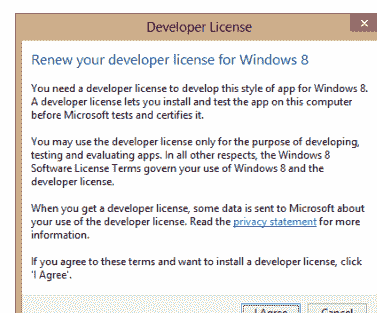 Developer License
x
Renew your developer license for Windows 8
You need a developer license to develop this style of app for Windows 8.
A developer license lets you install and test the app on this computer
before Microsoft tests and certifies it.
You may use the developer license only for the purpose of developing,
testing and evaluating apps. In all other respects, the Windows 8
Software License Terms govern your use of Windows 8 and the
developer license.
When you get a developer license, some data is sent to Microsoft about
your use of the developer license. Read the privacy statement for more
information.
If you agree to these terms and want to install a developer license, click
'I Agree'.
I Agree Cancel